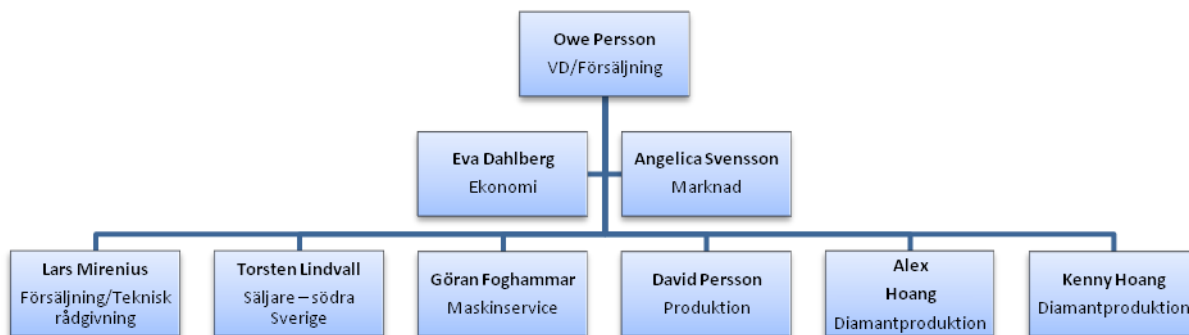 Owe Persson
VD/Försäljning
Eva Dahlberg
Ekonomi
Angelica Svensson
Marknad
Lars Mirenius
Försäljning/Teknisk
rådgivning
Torsten Lindvall
Säljare – södra
Sverige
Göran Foghammar
Maskinservice
David Persson
Produktion
Alex
Hoang
Diamantproduktion
Kenny Hoang
Diamantproduktion